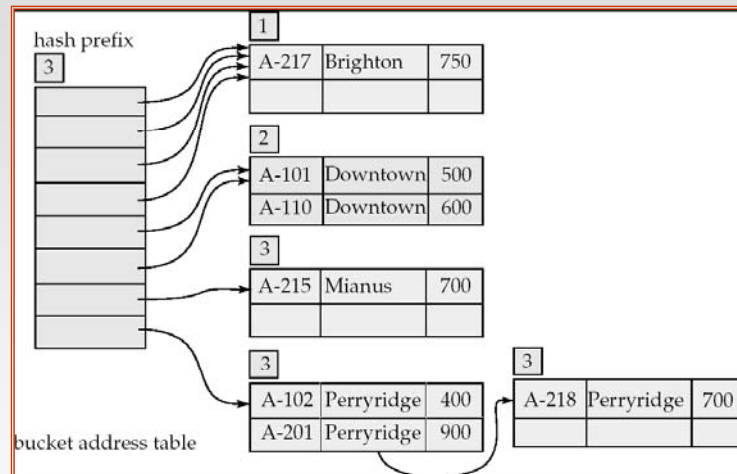 hash prefix
3
1
A-217 Brighton 750
2
A-101 Downtown 500
A-110 Downtown 600
3
A-215 Mianus 700
3
A-102 Perryridge 400
A-201 Perryridge 900
3
A-218 Perryridge 700
bucket address table